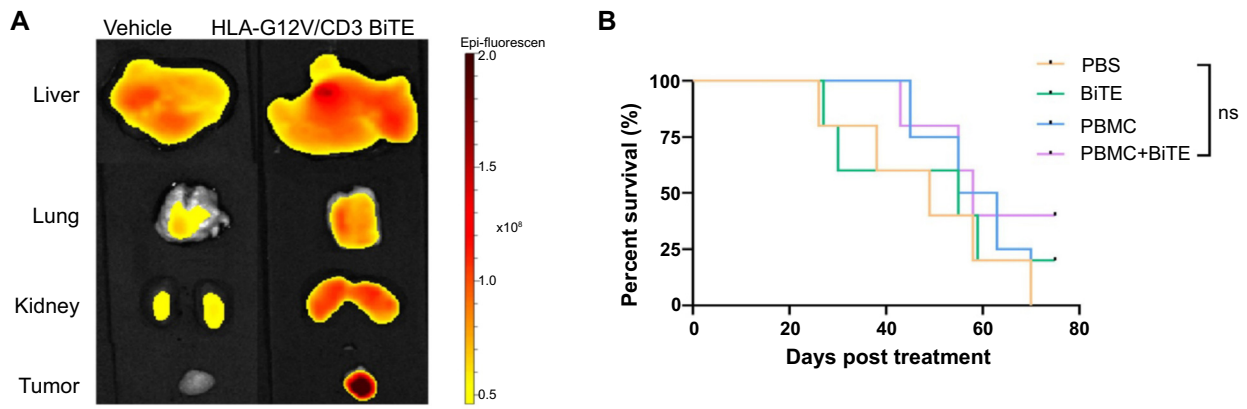 A
Vehicle HLA-G12V/CD3 BiTE
Epi-fluorescen
2.0
Liver
1.5
Lung
x10⁸
1.0
Kidney
0.5
Tumor
B
PBS
BiTE
PBMC
PBMC+BiTE
ns
Percent survival (%)
100
75
50
25
0
0 20 40 60 80
Days post treatment